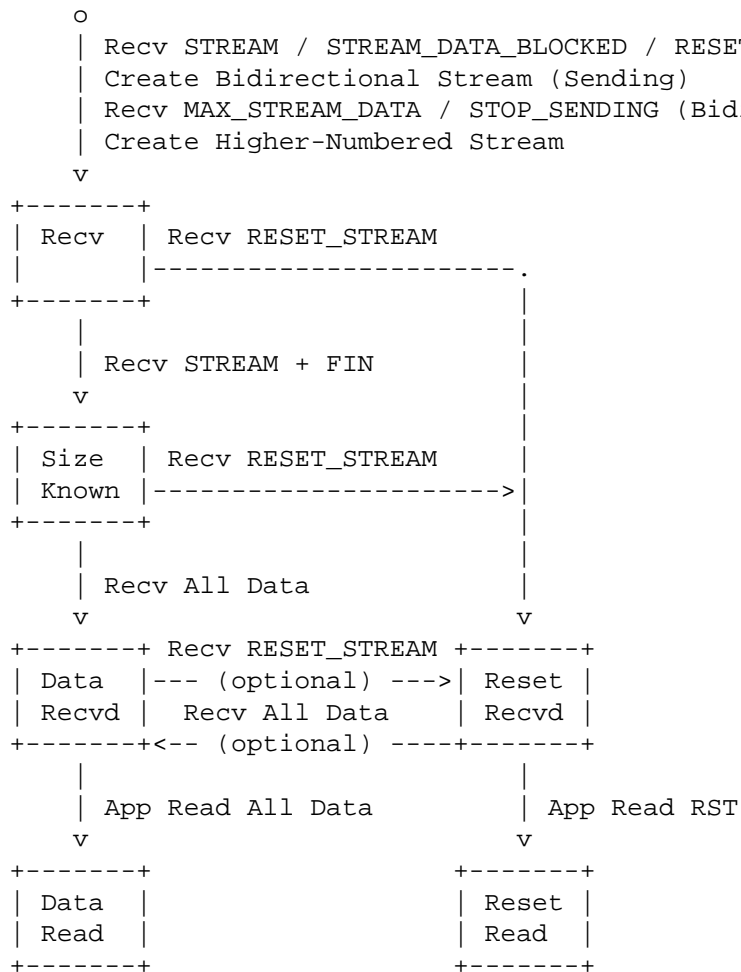 o
| Recv STREAM / STREAM_DATA_BLOCKED / RESE
| Create Bidirectional Stream (Sending)
| Recv MAX_STREAM_DATA / STOP_SENDING (Bid
| Create Higher-Numbered Stream
v
+-------+
| Recv | Recv RESET_STREAM
| |-----------------------.
+-------+ |
| |
| Recv STREAM + FIN |
v |
+-------+ |
| Size | Recv RESET_STREAM |
| Known |---------------------->|
+-------+ |
| |
| Recv All Data |
v v
+-------+ Recv RESET_STREAM +-------+
| Data |--- (optional) --->| Reset |
| Recvd | Recv All Data | Recvd |
+-------+<-- (optional) ----+-------+
| |
| App Read All Data | App Read RST
v v
+-------+ +-------+
| Data | | Reset |
| Read | | Read |
+-------+ +-------+